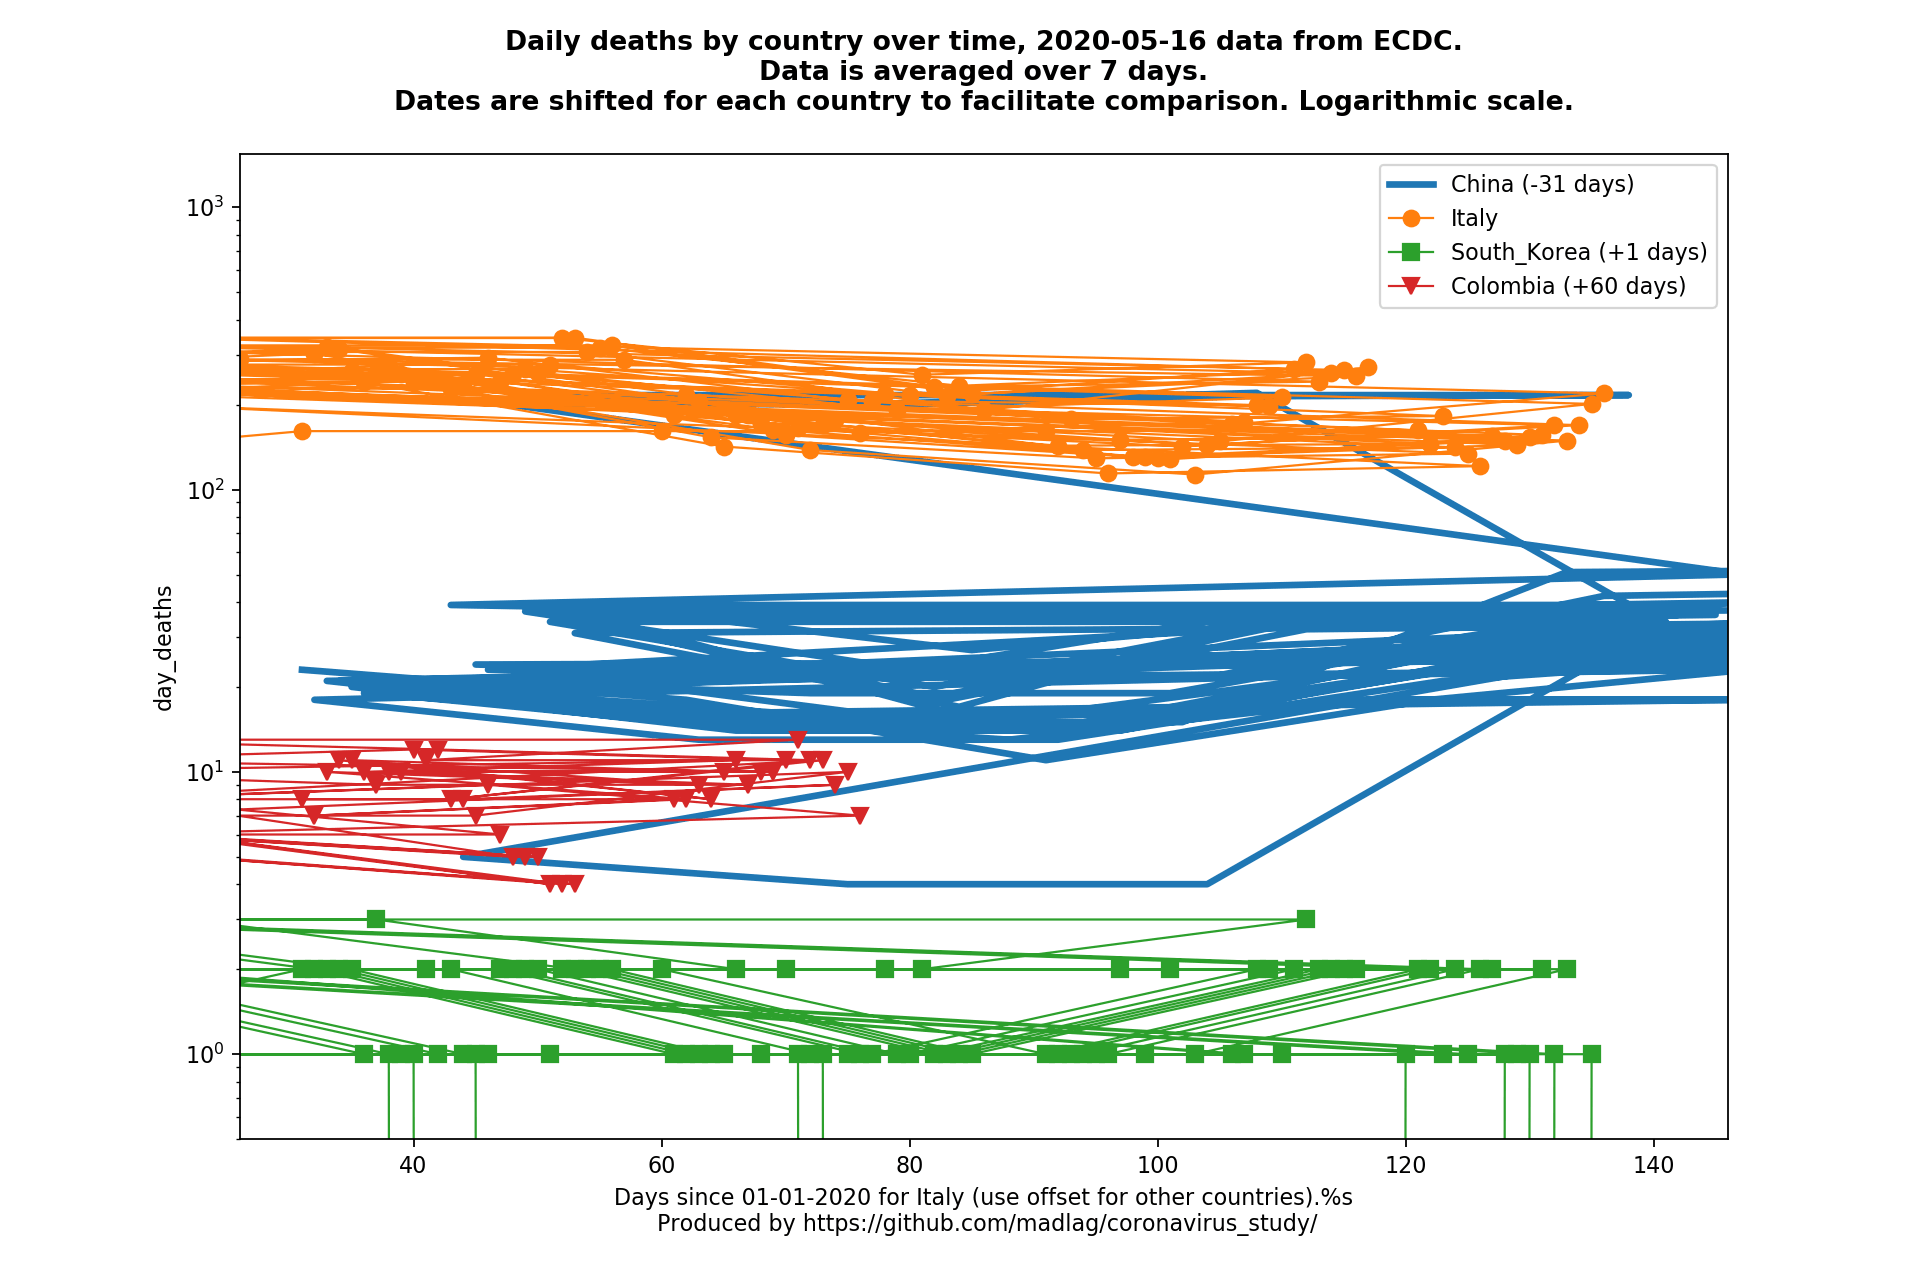 Daily deaths by country over time, 2020-05-16 data from ECDC.
Data is averaged over 7 days.
Dates are shifted for each country to facilitate comparison. Logarithmic scale.
China (-31 days)
Italy
South_Korea (+1 days)
Colombia (+60 days)
day_deaths
10³
10²
10¹
10⁰
40 60 80 100 120 140
Days since 01-01-2020 for Italy (use offset for other countries).%s
Produced by https://github.com/madlag/coronavirus_study/